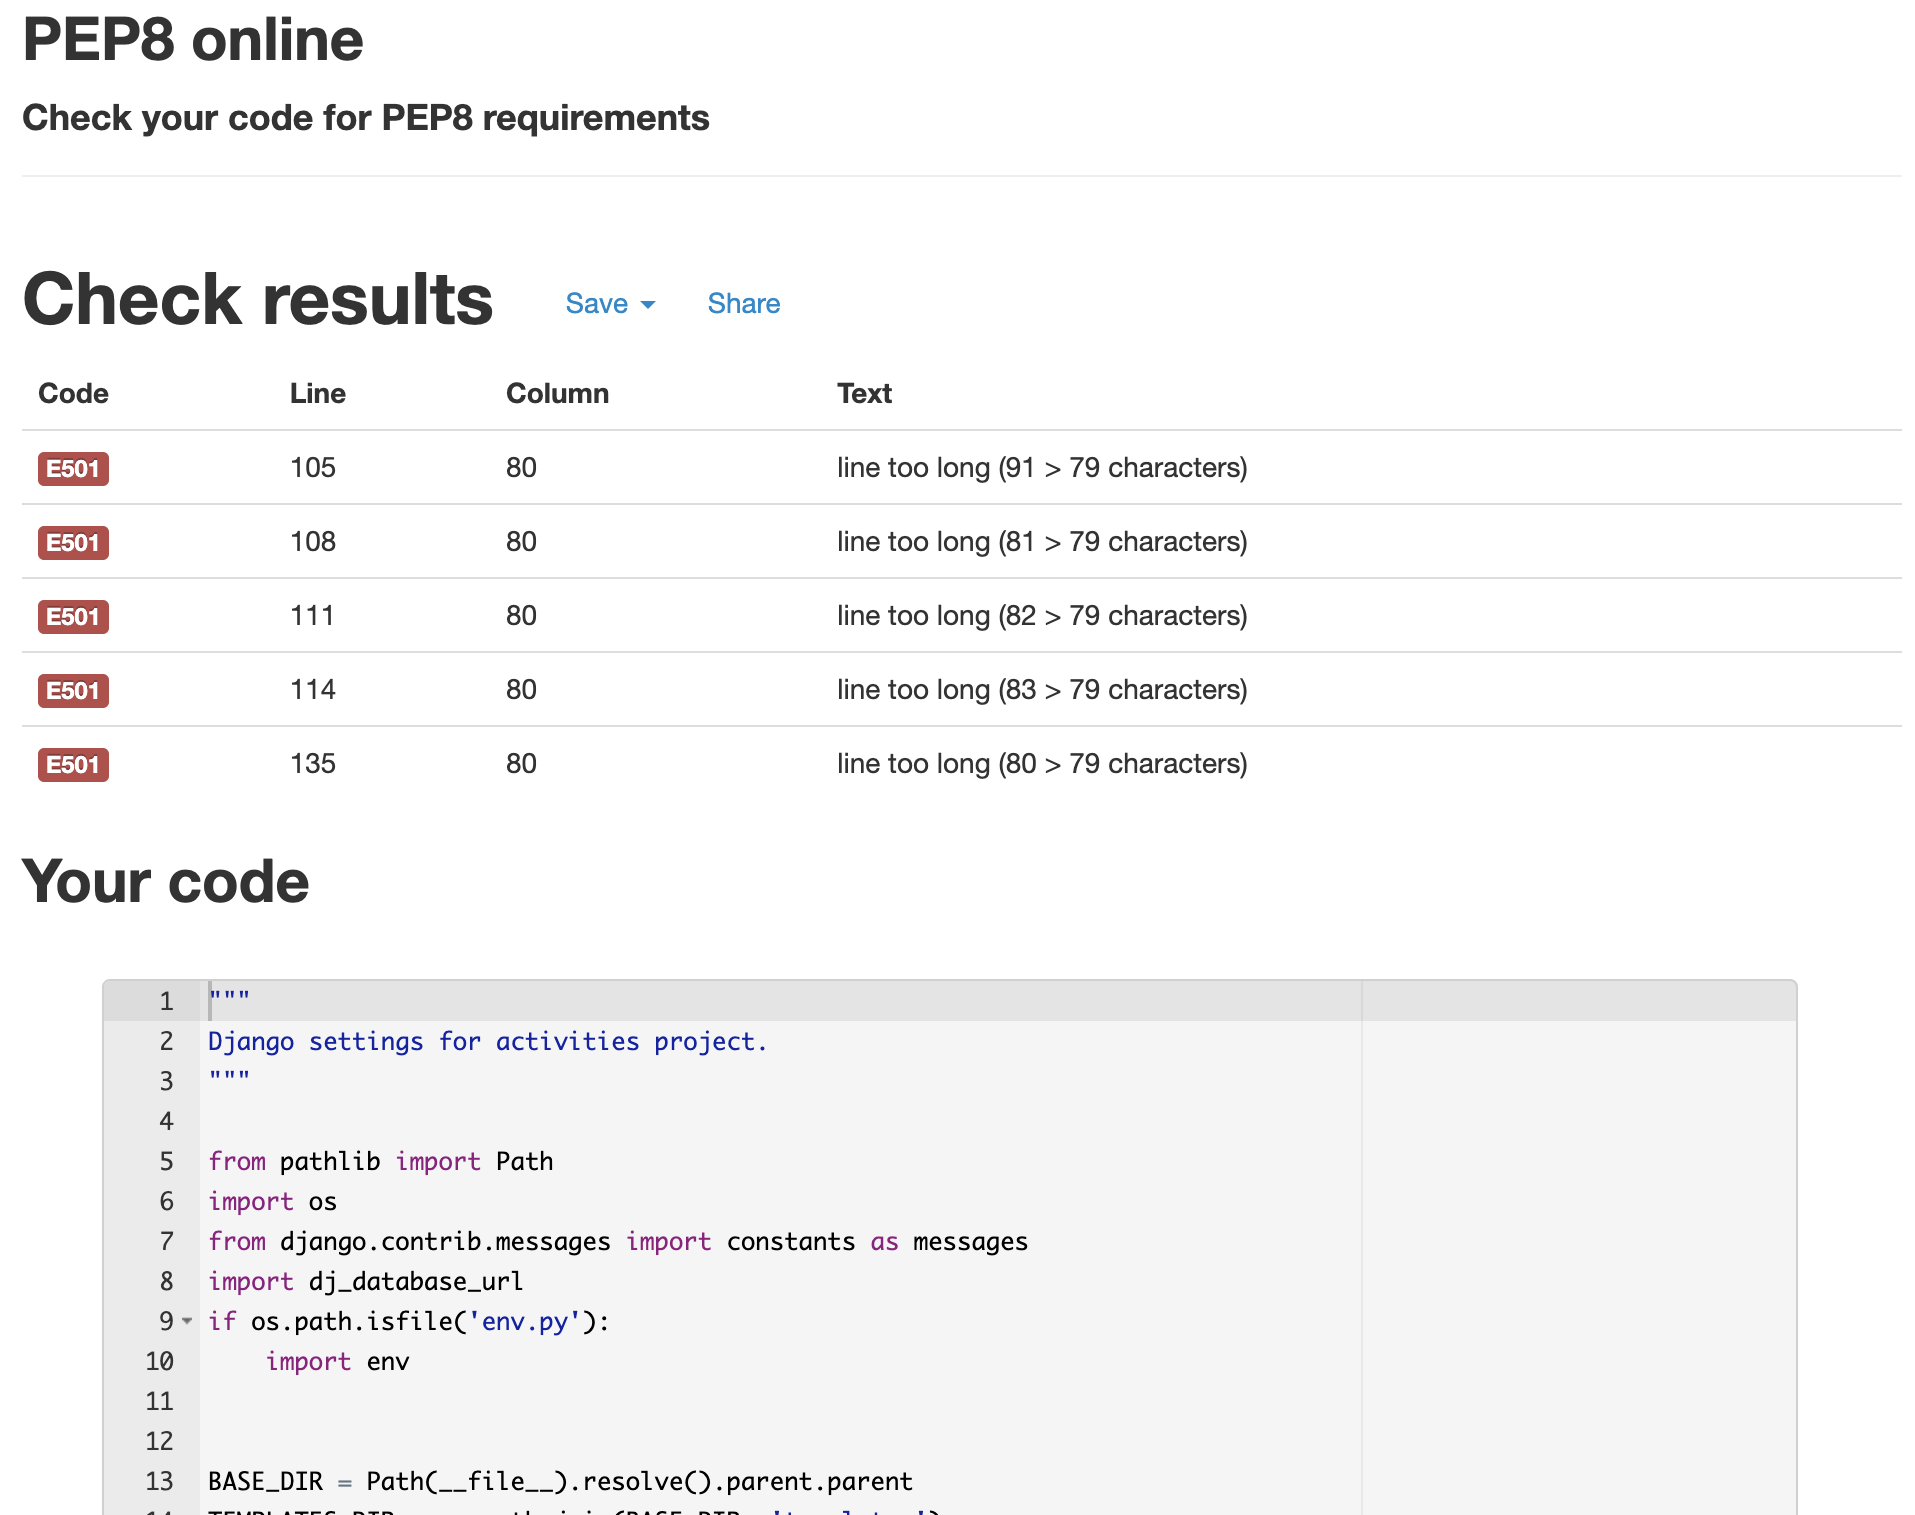 PEP8 online
Check your code for PEP8 requirements
Check results Save Share
Code Line Column Text
E501 105 80 line too long (91 > 79 characters)
E501 108 80 line too long (81 > 79 characters)
E501 111 80 line too long (82 > 79 characters)
E501 114 80 line too long (83 > 79 characters)
E501 135 80 line too long (80 > 79 characters)
Your code
1 """
2 Django settings for activities project.
3 """
4
5 from pathlib import Path
6 import os
7 from django.contrib.messages import constants as messages
8 import dj_database_url
9 if os.path.isfile('env.py'):
10     import env
11
12
13 BASE_DIR = Path(__file__).resolve().parent.parent